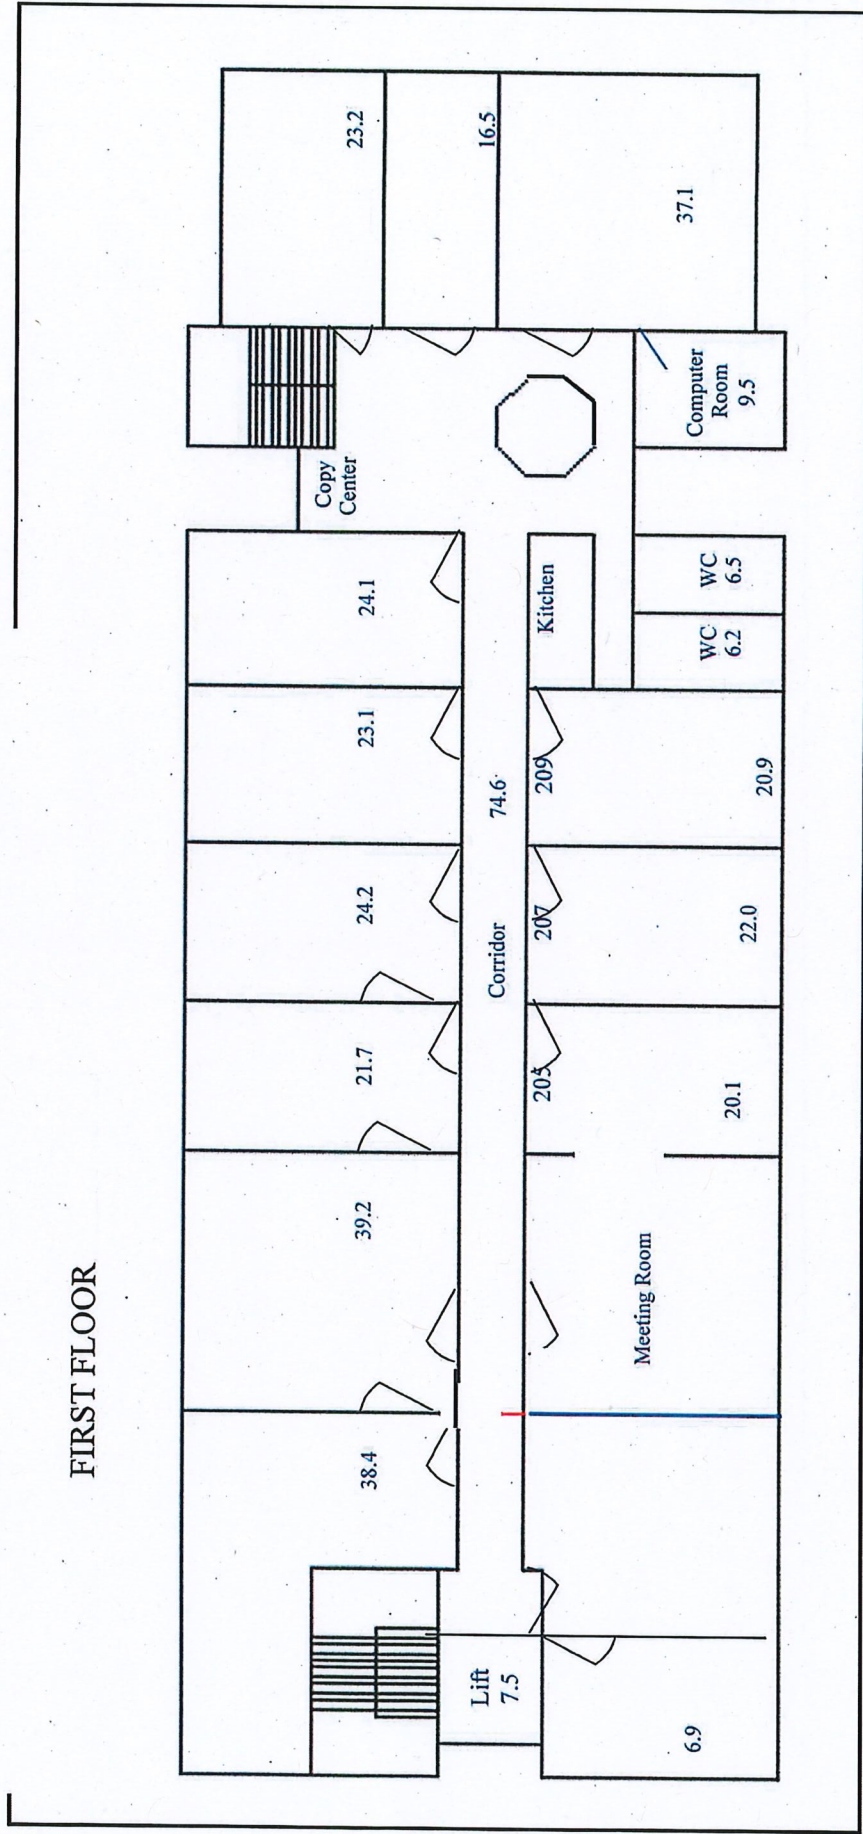 FIRST FLOOR
38.4
39.2
21.7
24.2
23.1
24.1
Copy
Center
23.2
16.5
37.1
Lift
7.5
Corridor
74.6
6.9
Meeting Room
205
20.1
207
22.0
209
20.9
Kitchen
WC
6.2
WC
6.5
Computer
Room
9.5